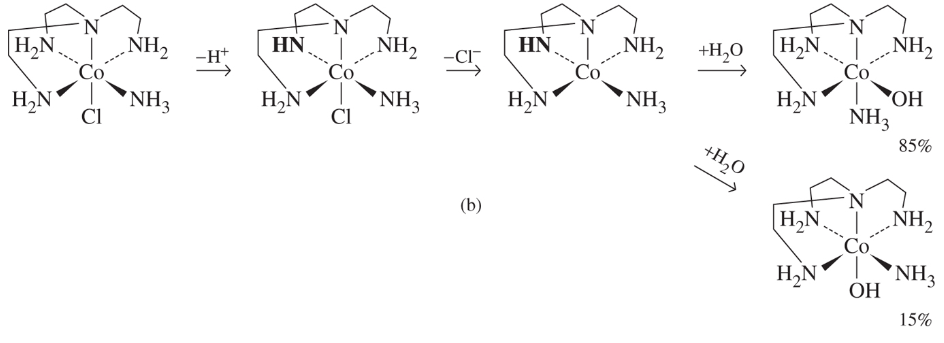 N
N
N
N
H₂N
NH₂
HN
NH₂
HN
NH₂
H₂N
NH₂
−H⁺
−Cl⁻
+H₂O
Co
Co
Co
Co
H₂N
NH₃
H₂N
NH₃
H₂N
NH₃
H₂N
OH
Cl
Cl
NH₃
85%
+H₂O
(b)
N
H₂N
NH₂
Co
H₂N
NH₃
OH
15%